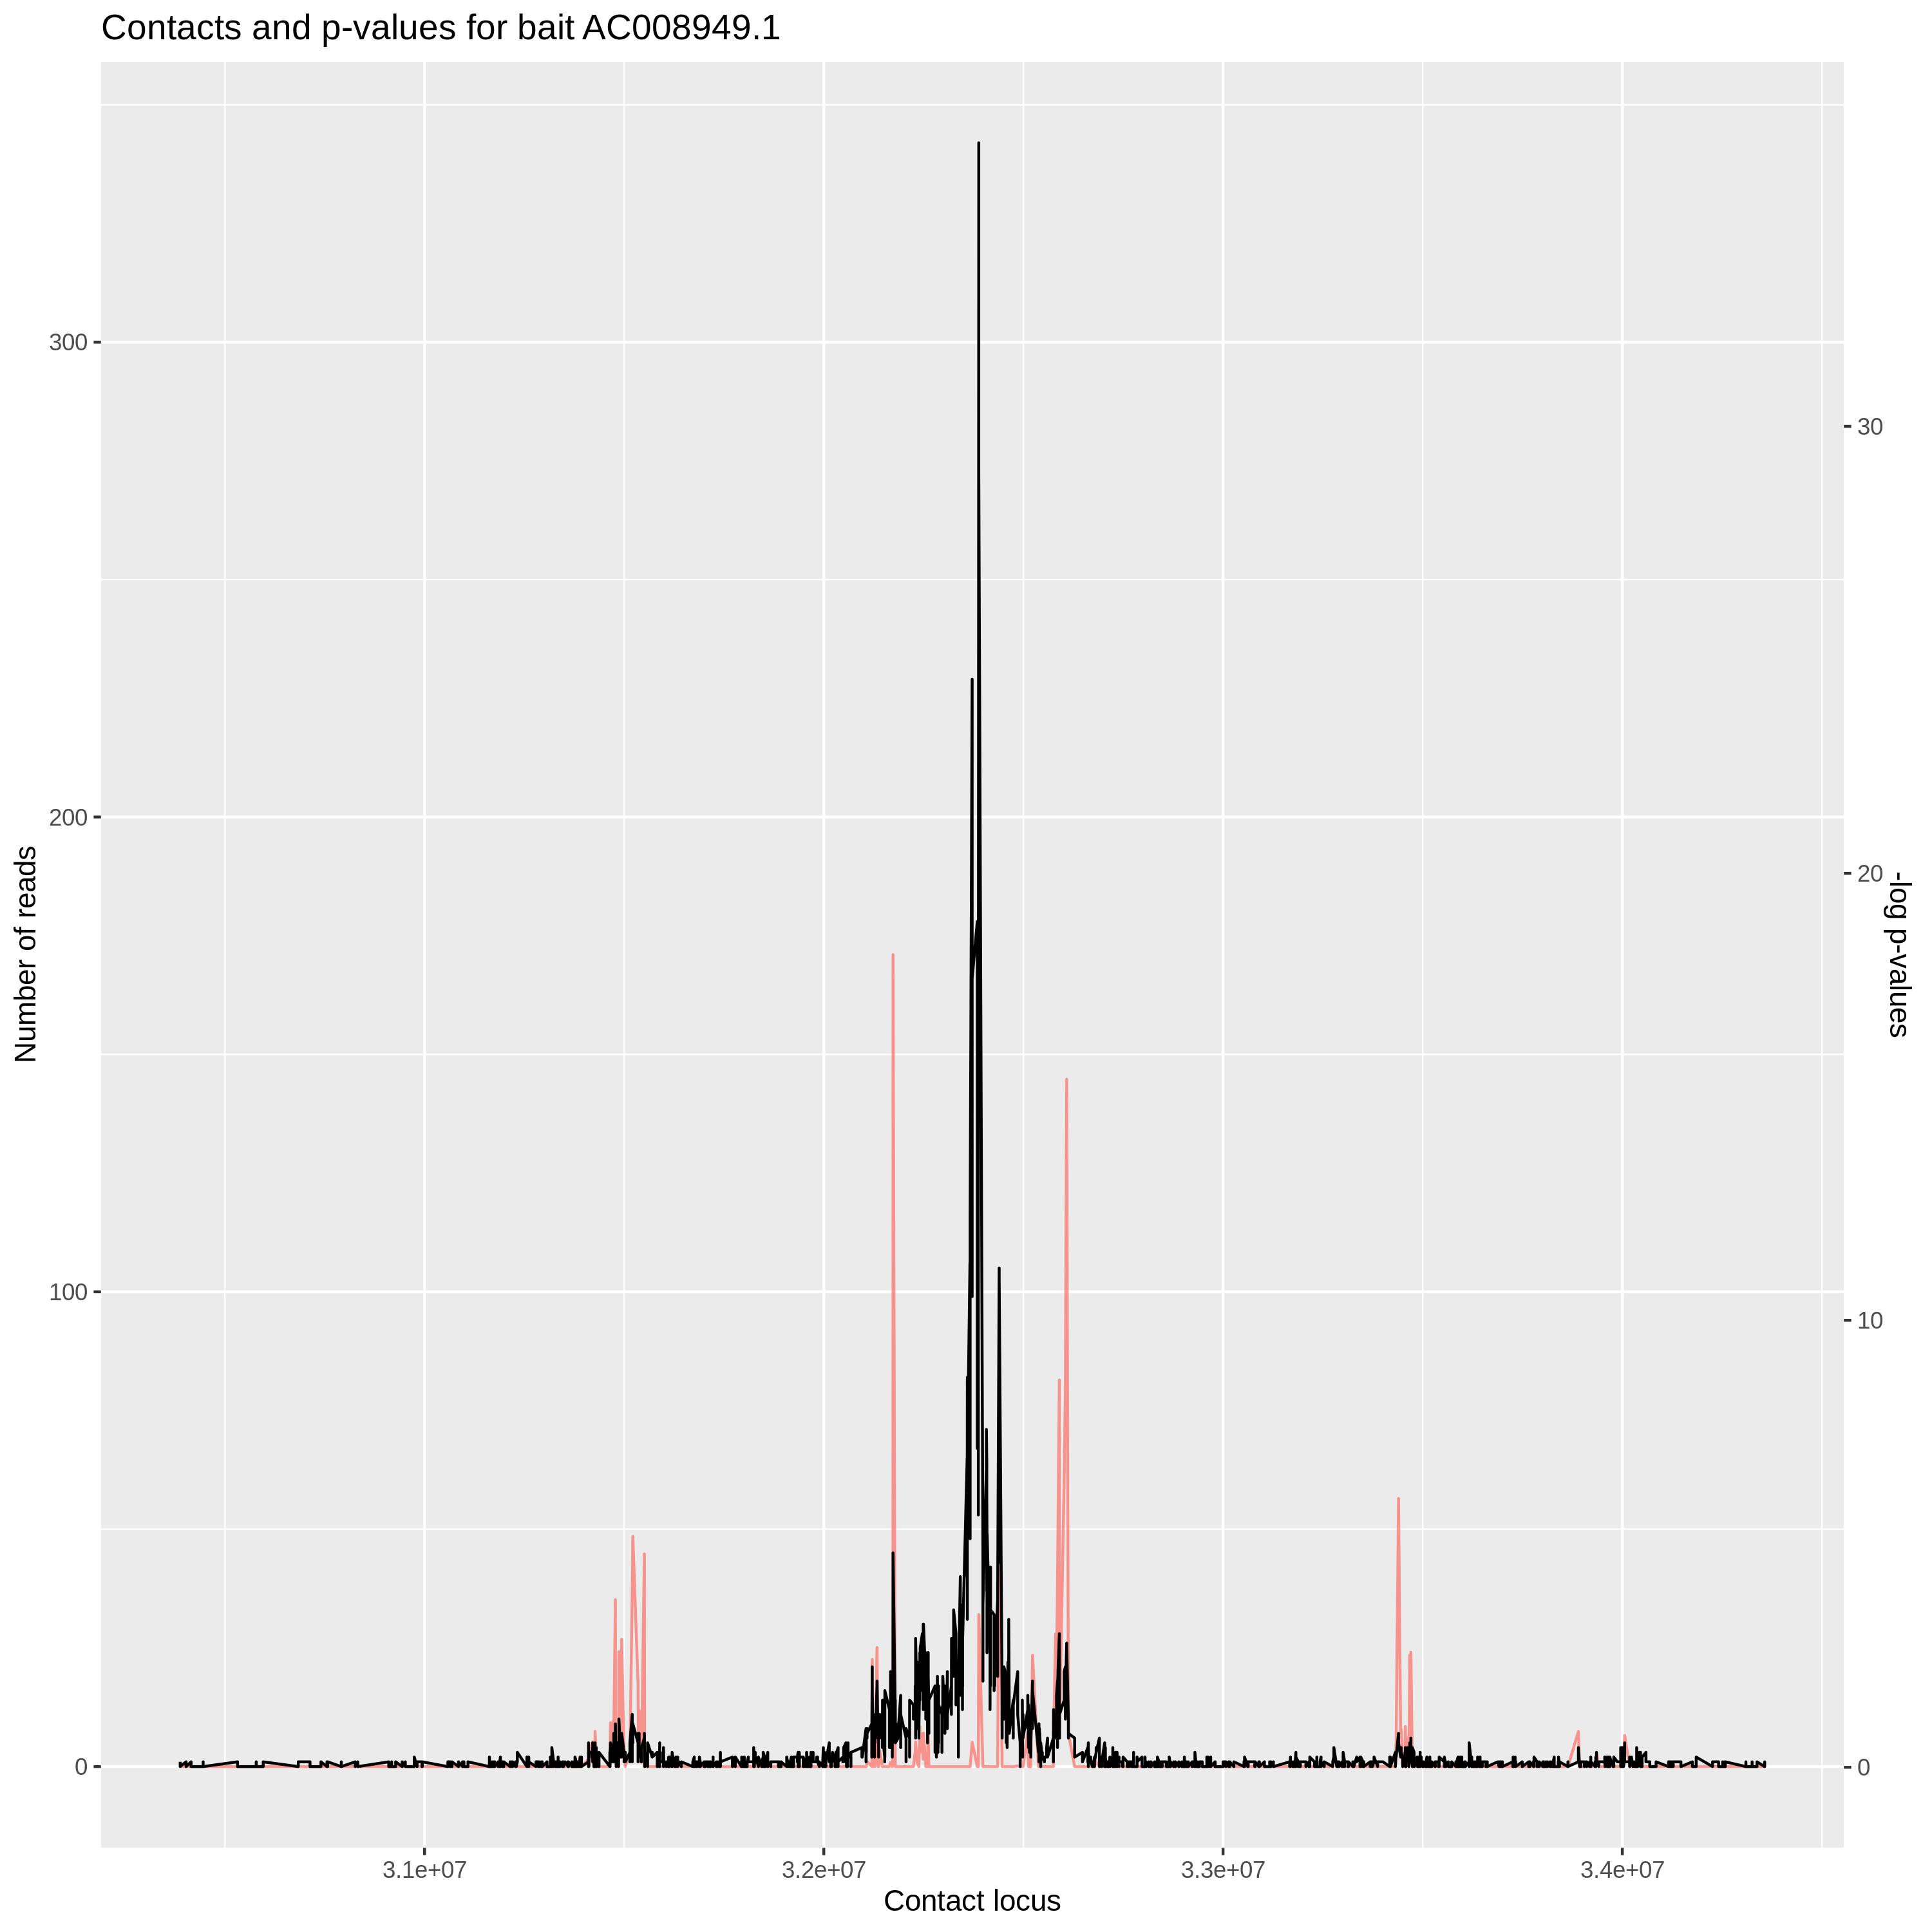 Contacts and p-values for bait AC008949.1
300
200
100
0
Number of reads
30
20
10
0
-log p-values
3.1e+07 3.2e+07 3.3e+07 3.4e+07
Contact locus